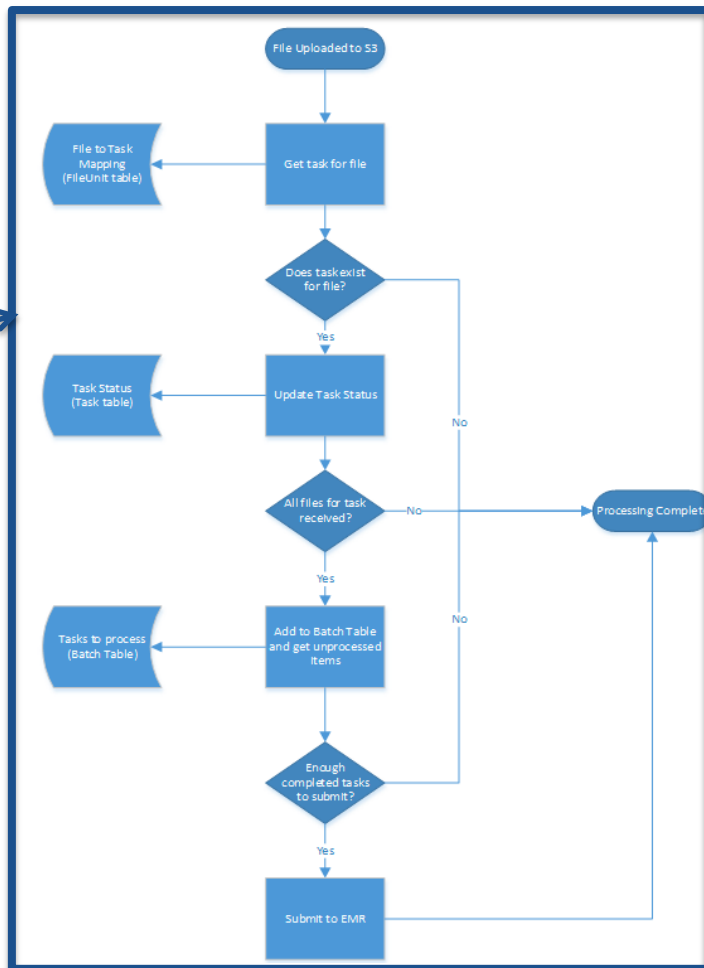 File Uploaded to S3
File to Task
Mapping
(FileUnit table)
Get task for file
Does task exist
for file?
Yes
Task Status
(Task table)
Update Task Status
No
All files for task
received?
No
Processing Complete
Yes
Tasks to process
(Batch Table)
Add to Batch Table
and get unprocessed
Items
No
Enough
completed tasks
to submit?
Yes
Submit to EMR